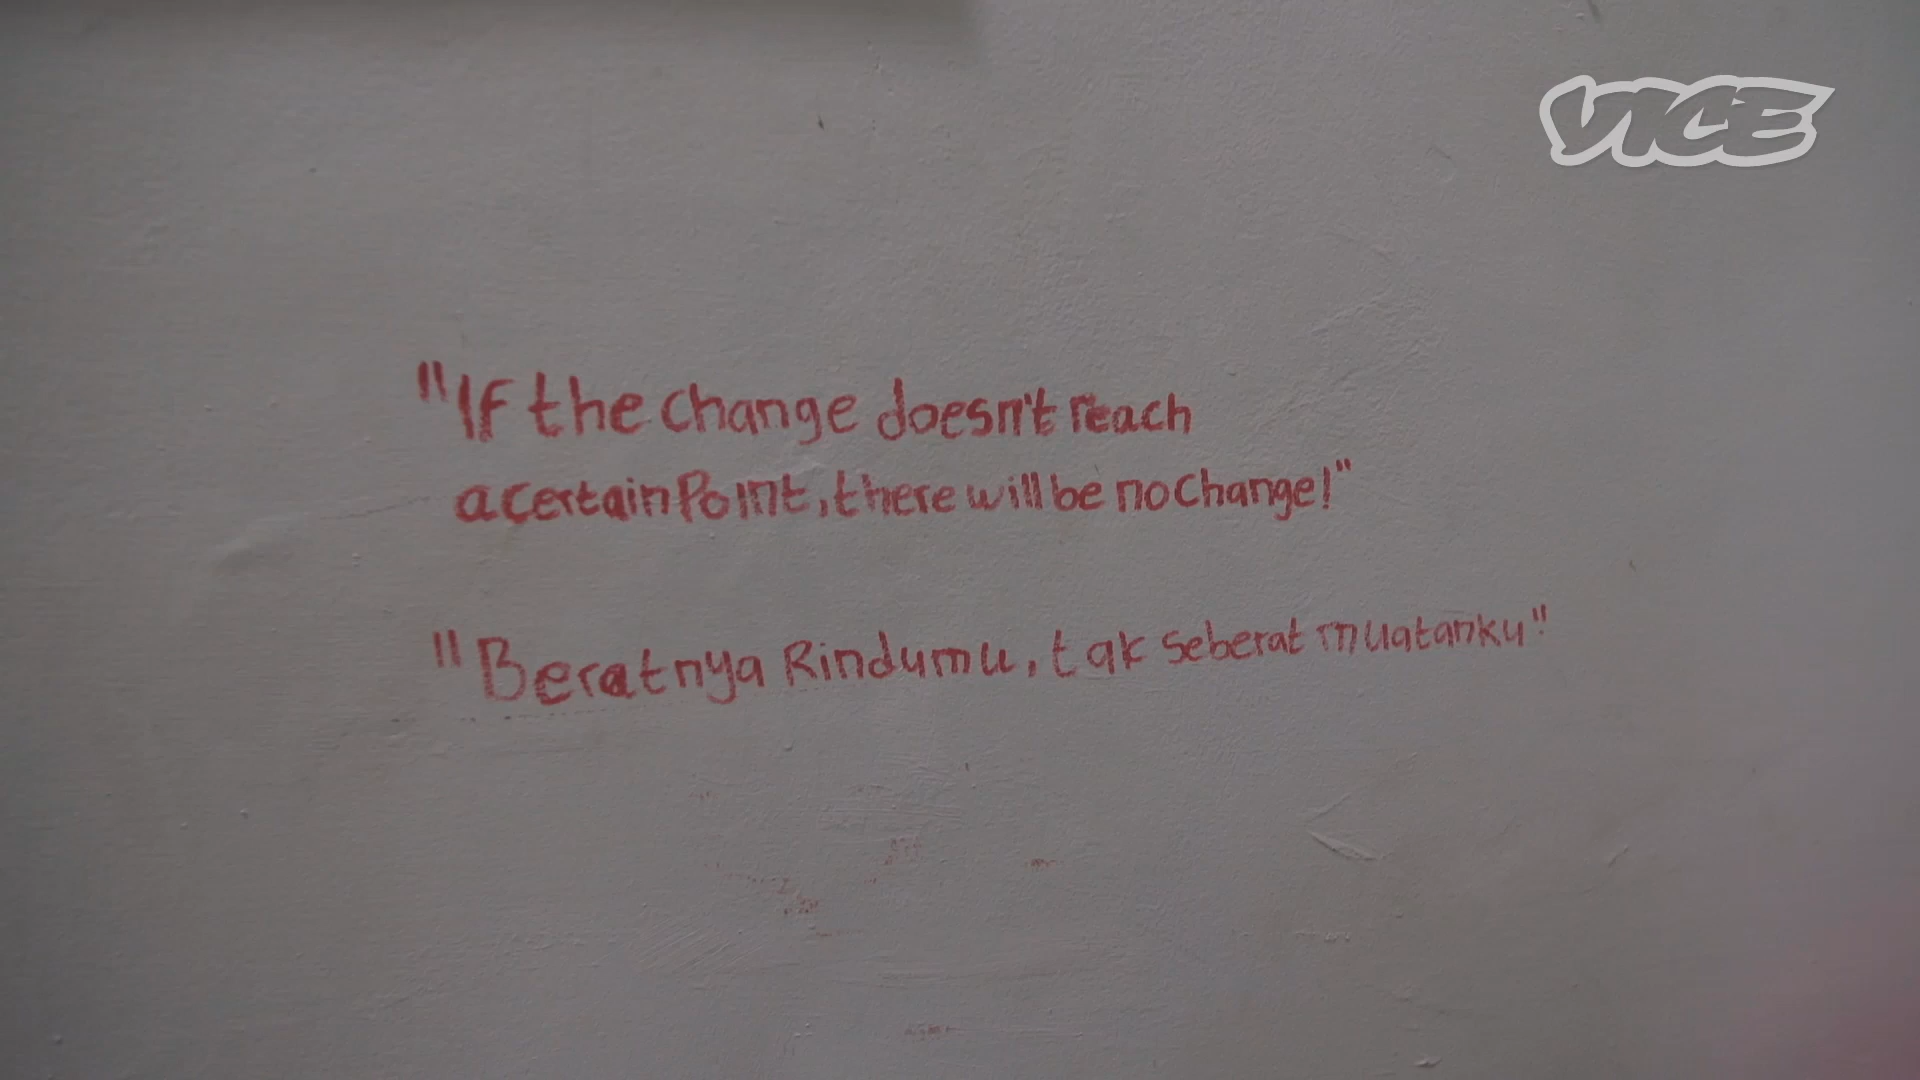 VICE
"If the change doesn't reach
a certain Point, there will be no change!"
"Beratnya Rindumu, tak seberat muatanku"